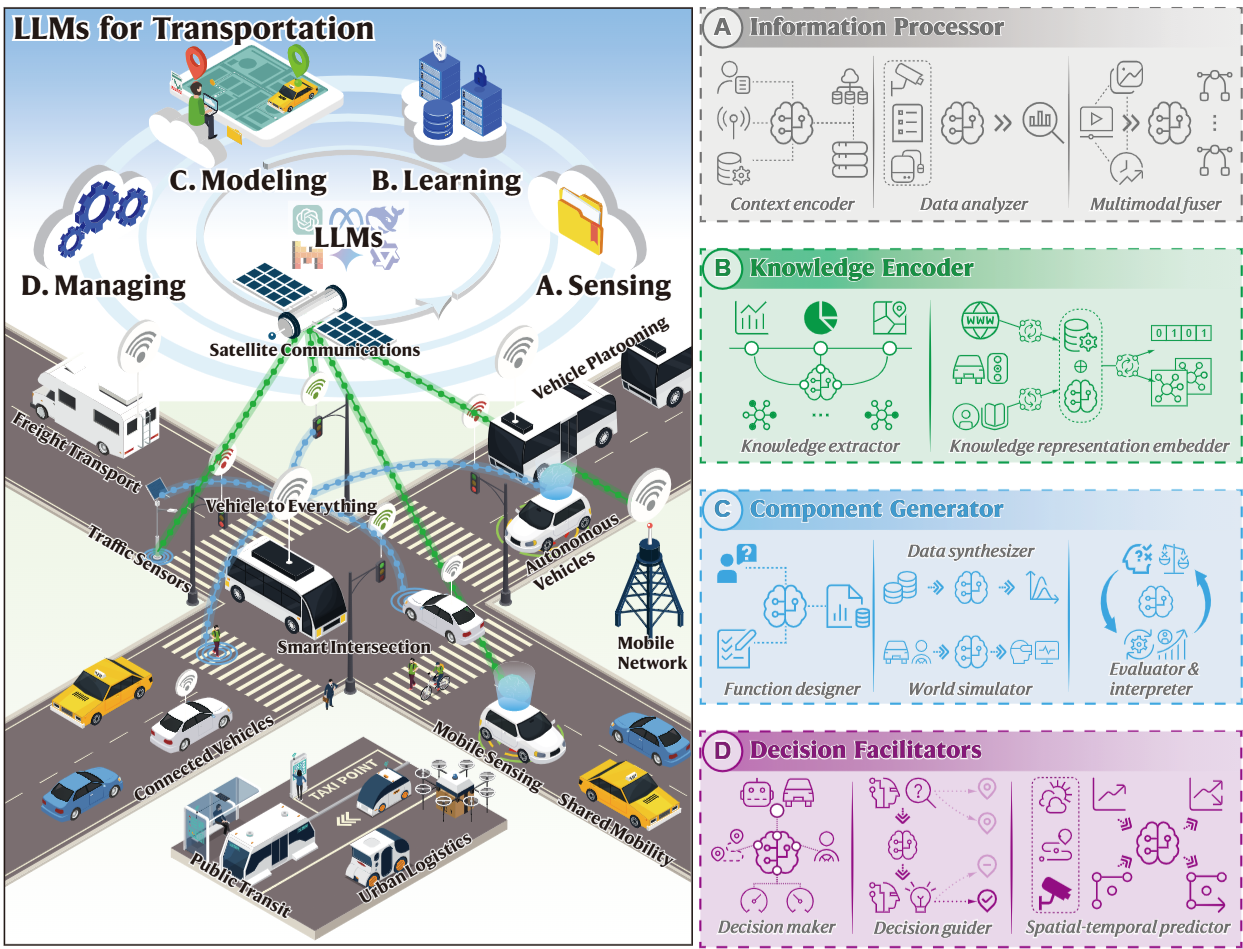 LLMs for Transportation
C. Modeling
B. Learning
LLMs
D. Managing
A. Sensing
Satellite Communications
Vehicle Platooning
Freight Transport
Vehicle to Everything
Traffic Sensors
Autonomous
Vehicles
Mobile
Network
Smart Intersection
Connected Vehicles
Mobile Sensing
Shared Mobility
TAXI POINT
Public Transit
Urban Logistics
A Information Processor
Context encoder
Data analyzer
Multimodal fuser
B Knowledge Encoder
WWW
0 1 0 1
Knowledge extractor
Knowledge representation embedder
C Component Generator
Data synthesizer
Function designer
World simulator
Evaluator &
interpreter
D Decision Facilitators
Decision maker
Decision guider
Spatial-temporal predictor